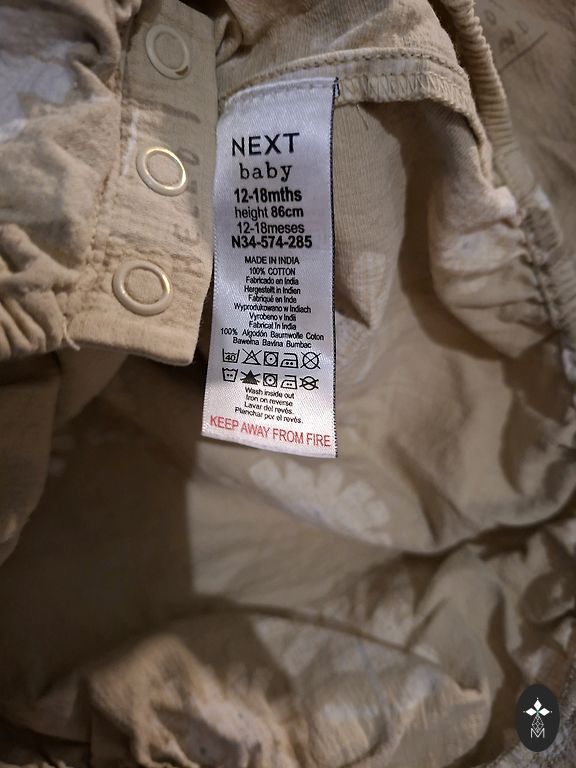 NEXT
baby
12-18mths
height 86cm
12-18meses
N34-574-285
MADE IN INDIA
100% COTTON
Fabricado en India
Hergestellt in Indien
Fabriqué en Inde
Wyprodukowano w Indiach
Vyrobeno v Indii
Fabricat în India
100% Algodón Baumwolle Coton
Bawełna Bavlna Bumbac
40
Wash inside out
Iron on reverse
Lavar del revés.
Planchar por el revés.
KEEP AWAY FROM FIRE
M